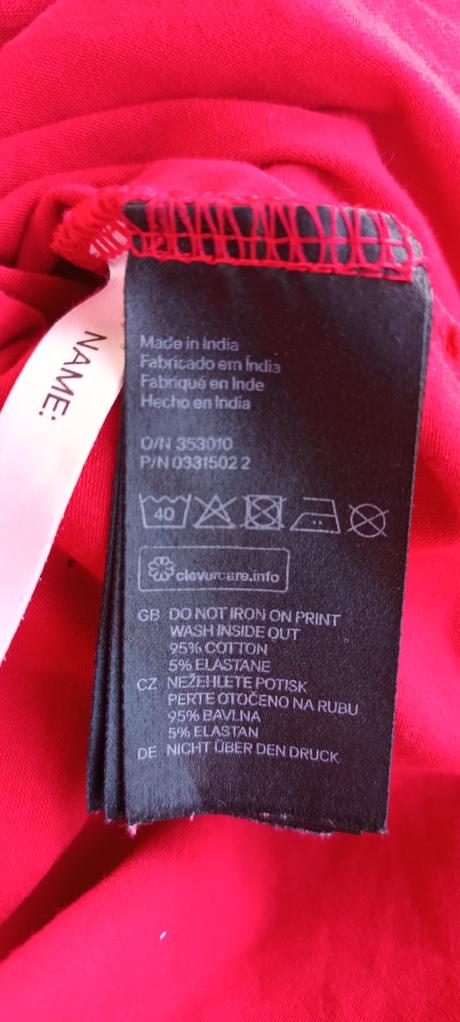 NAME:
Made in India
Fabricado em Índia
Fabriqué en Inde
Hecho en India
O/N 353010
P/N 0331502 2
40
clevercare.info
GB DO NOT IRON ON PRINT
WASH INSIDE OUT
95% COTTON
5% ELASTANE
CZ NEŽEHLETE POTISK
PERTE OTOČENO NA RUBU
95% BAVLNA
5% ELASTAN
DE NICHT ÜBER DEN DRUCK